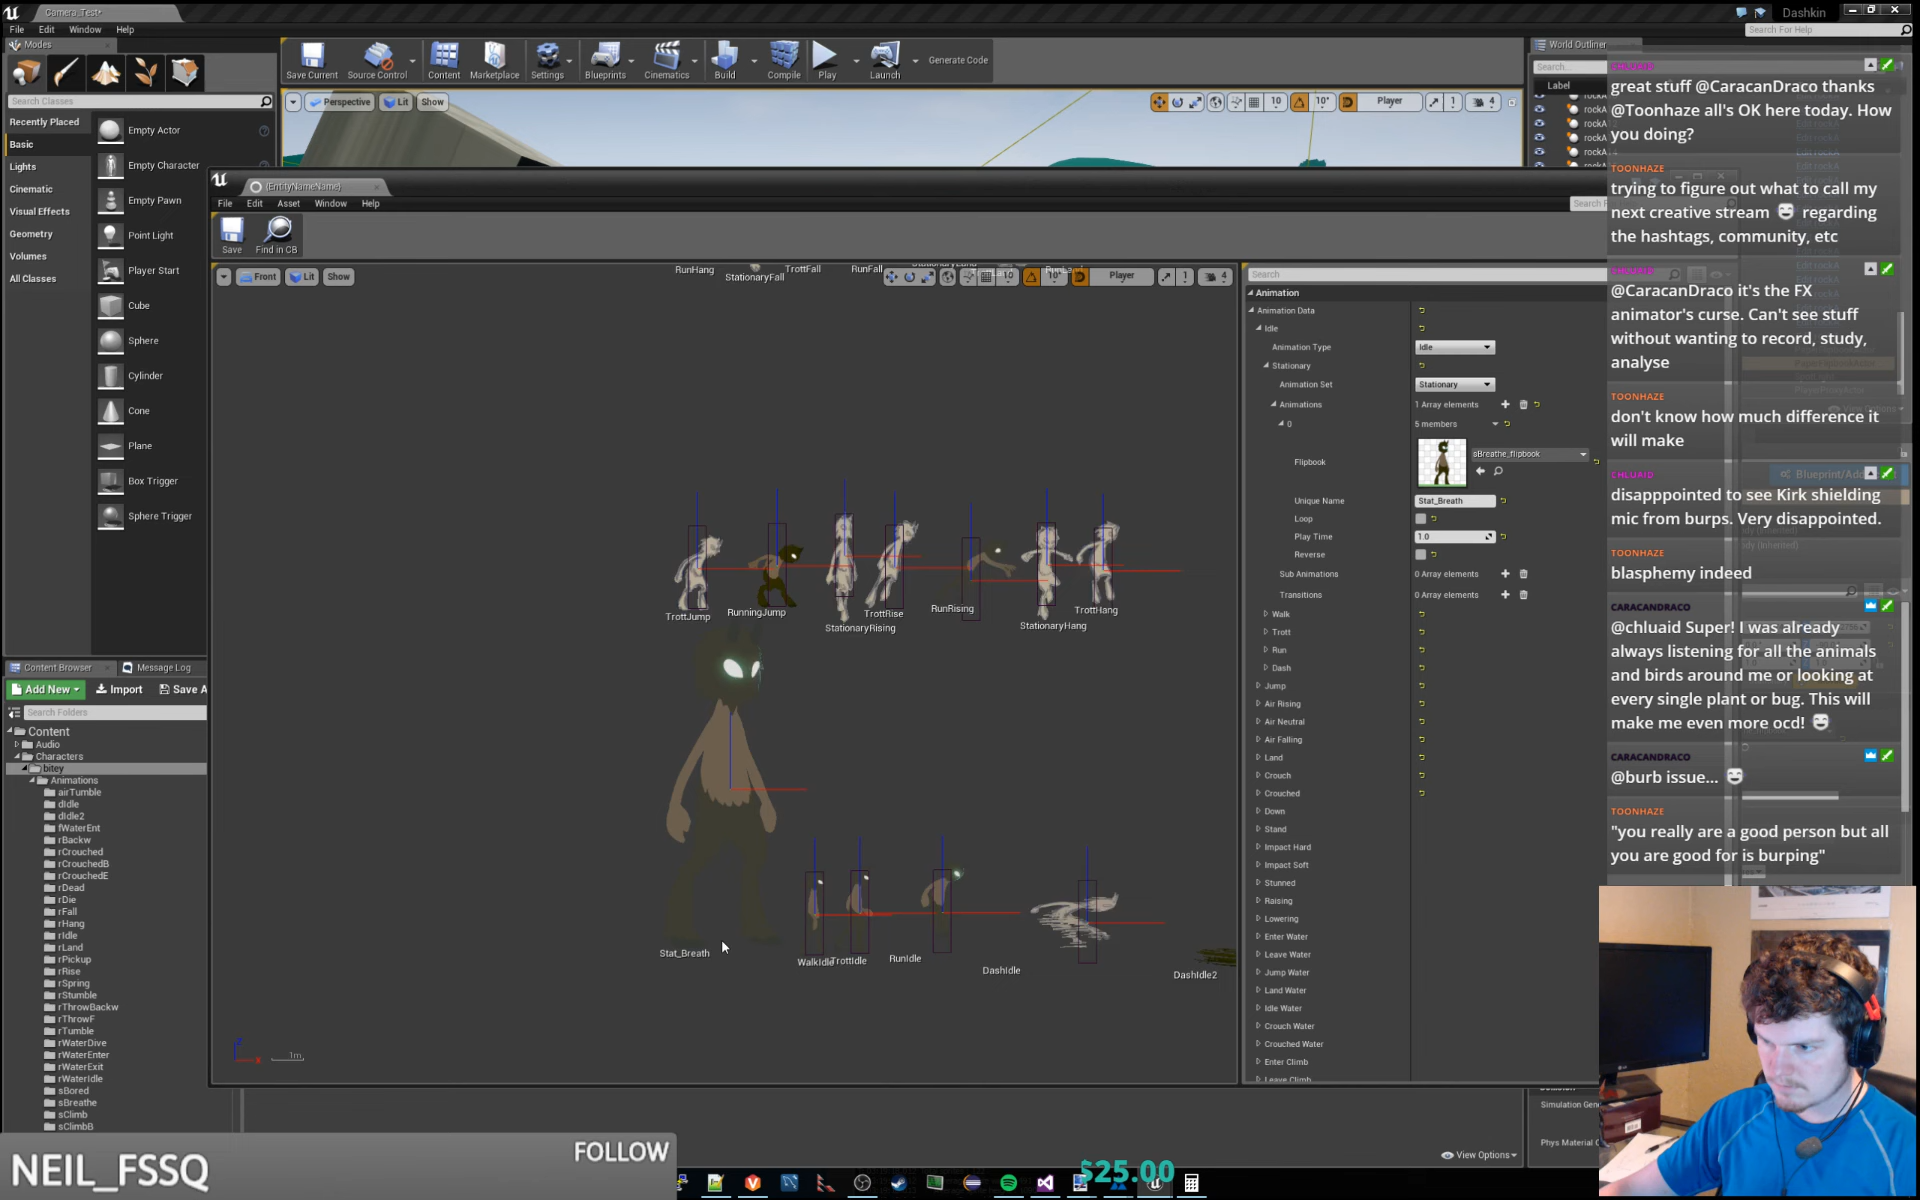 Camera_Test*
Dashkin
File Edit Window Help
Search For Help
Modes
Search Classes
Recently Placed
Basic
Lights
Cinematic
Visual Effects
Geometry
Volumes
All Classes
Empty Actor
Empty Character
Empty Pawn
Point Light
Player Start
Cube
Sphere
Cylinder
Cone
Plane
Box Trigger
Sphere Trigger
Save Current
Source Control
Content
Marketplace
Settings
Blueprints
Cinematics
Build
Compile
Play
Launch
Generate Code
Perspective
Lit
Show
10
10°
Player
1
4
World Outliner
Search...
Label
{EntityNameName}
File Edit Asset Window Help
Save
Find in CB
Front
Lit
Show
10
10°
Player
1
4
RunHang
StationaryFall
TrottFall
RunFall
TrottJump
RunningJump
StationaryRising
TrottRise
RunRising
StationaryHang
TrottHang
Stat_Breath
WalkIdle
TrottIdle
RunIdle
DashIdle
DashIdle2
1m
Search
Animation
Animation Data
Idle
Animation Type
Idle
Stationary
Animation Set
Stationary
Animations
1 Array elements
0
5 members
Flipbook
sBreathe_flipbook
Unique Name
Stat_Breath
Loop
Play Time
1.0
Reverse
Sub Animations
0 Array elements
Transitions
0 Array elements
Walk
Trott
Run
Dash
Jump
Air Rising
Air Neutral
Air Falling
Land
Crouch
Crouched
Down
Stand
Impact Hard
Impact Soft
Stunned
Raising
Lowering
Enter Water
Leave Water
Jump Water
Land Water
Idle Water
Crouch Water
Crouched Water
Enter Climb
Leave Climb
Content Browser
Message Log
Add New
Import
Save A
Search Folders
Content
Audio
Characters
bitey
Animations
airTumble
dIdle
dIdle2
fWaterEnt
rBackw
rCrouched
rCrouchedB
rCrouchedE
rDead
rDie
rFall
rHang
rIdle
rLand
rPickup
rRise
rSpring
rStumble
rThrowBackw
rThrowF
rTumble
rWaterDive
rWaterEnter
rWaterExit
rWaterIdle
sBored
sBreathe
sClimb
sClimbB
CHLUAID
great stuff @CaracanDraco thanks
@Toonhaze all's OK here today. How
you doing?
TOONHAZE
trying to figure out what to call my
next creative stream regarding
the hashtags, community, etc
CHLUAID
@CaracanDraco it's the FX
animator's curse. Can't see stuff
without wanting to record, study,
analyse
TOONHAZE
don't know how much difference it
will make
CHLUAID
disapppointed to see Kirk shielding
mic from burps. Very disappointed.
TOONHAZE
blasphemy indeed
CARACANDRACO
@chluaid Super! I was already
always listening for all the animals
and birds around me or looking at
every single plant or bug. This will
make me even more ocd!
CARACANDRACO
@burb issue...
TOONHAZE
"you really are a good person but all
you are good for is burping"
Simulation Gen
Phys Material
View Options
NEIL_FSSQ
FOLLOW
$25.00